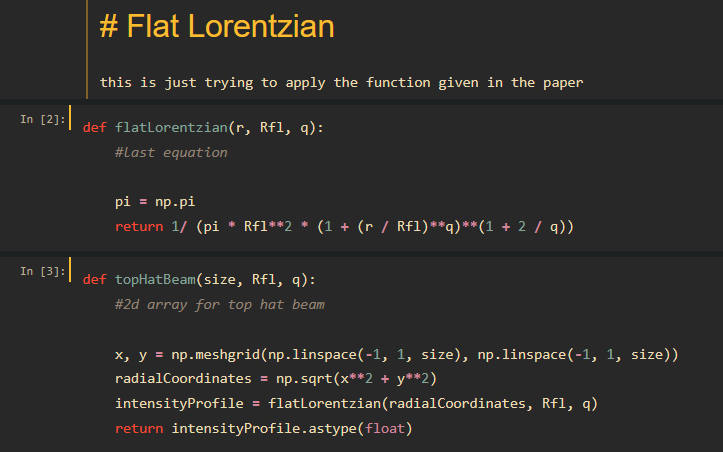 # Flat Lorentzian
this is just trying to apply the function given in the paper
In [2]:
def flatLorentzian(r, Rfl, q):
#last equation
pi = np.pi
return 1/ (pi * Rfl**2 * (1 + (r / Rfl)**q)**(1 + 2 / q))
In [3]:
def topHatBeam(size, Rfl, q):
#2d array for top hat beam
x, y = np.meshgrid(np.linspace(-1, 1, size), np.linspace(-1, 1, size))
radialCoordinates = np.sqrt(x**2 + y**2)
intensityProfile = flatLorentzian(radialCoordinates, Rfl, q)
return intensityProfile.astype(float)